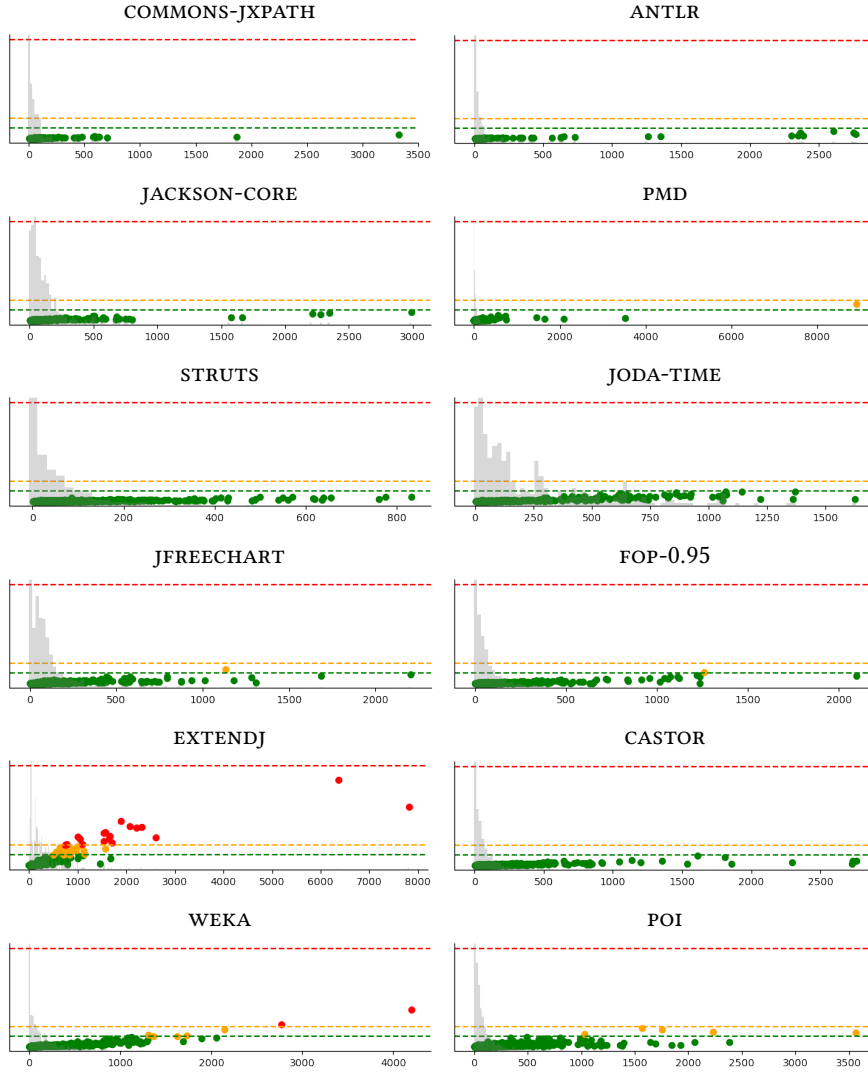 COMMONS-JXPATH ANTLR
0 500 1000 1500 2000 2500 3000 3500 0 500 1000 1500 2000 2500
JACKSON-CORE PMD
0 500 1000 1500 2000 2500 3000 0 2000 4000 6000 8000
STRUTS JODA-TIME
0 200 400 600 800 0 250 500 750 1000 1250 1500
JFREECHART FOP-0.95
0 500 1000 1500 2000 0 500 1000 1500 2000
EXTENDJ CASTOR
0 1000 2000 3000 4000 5000 6000 7000 8000 0 500 1000 1500 2000 2500
WEKA POI
0 1000 2000 3000 4000 0 500 1000 1500 2000 2500 3000 3500